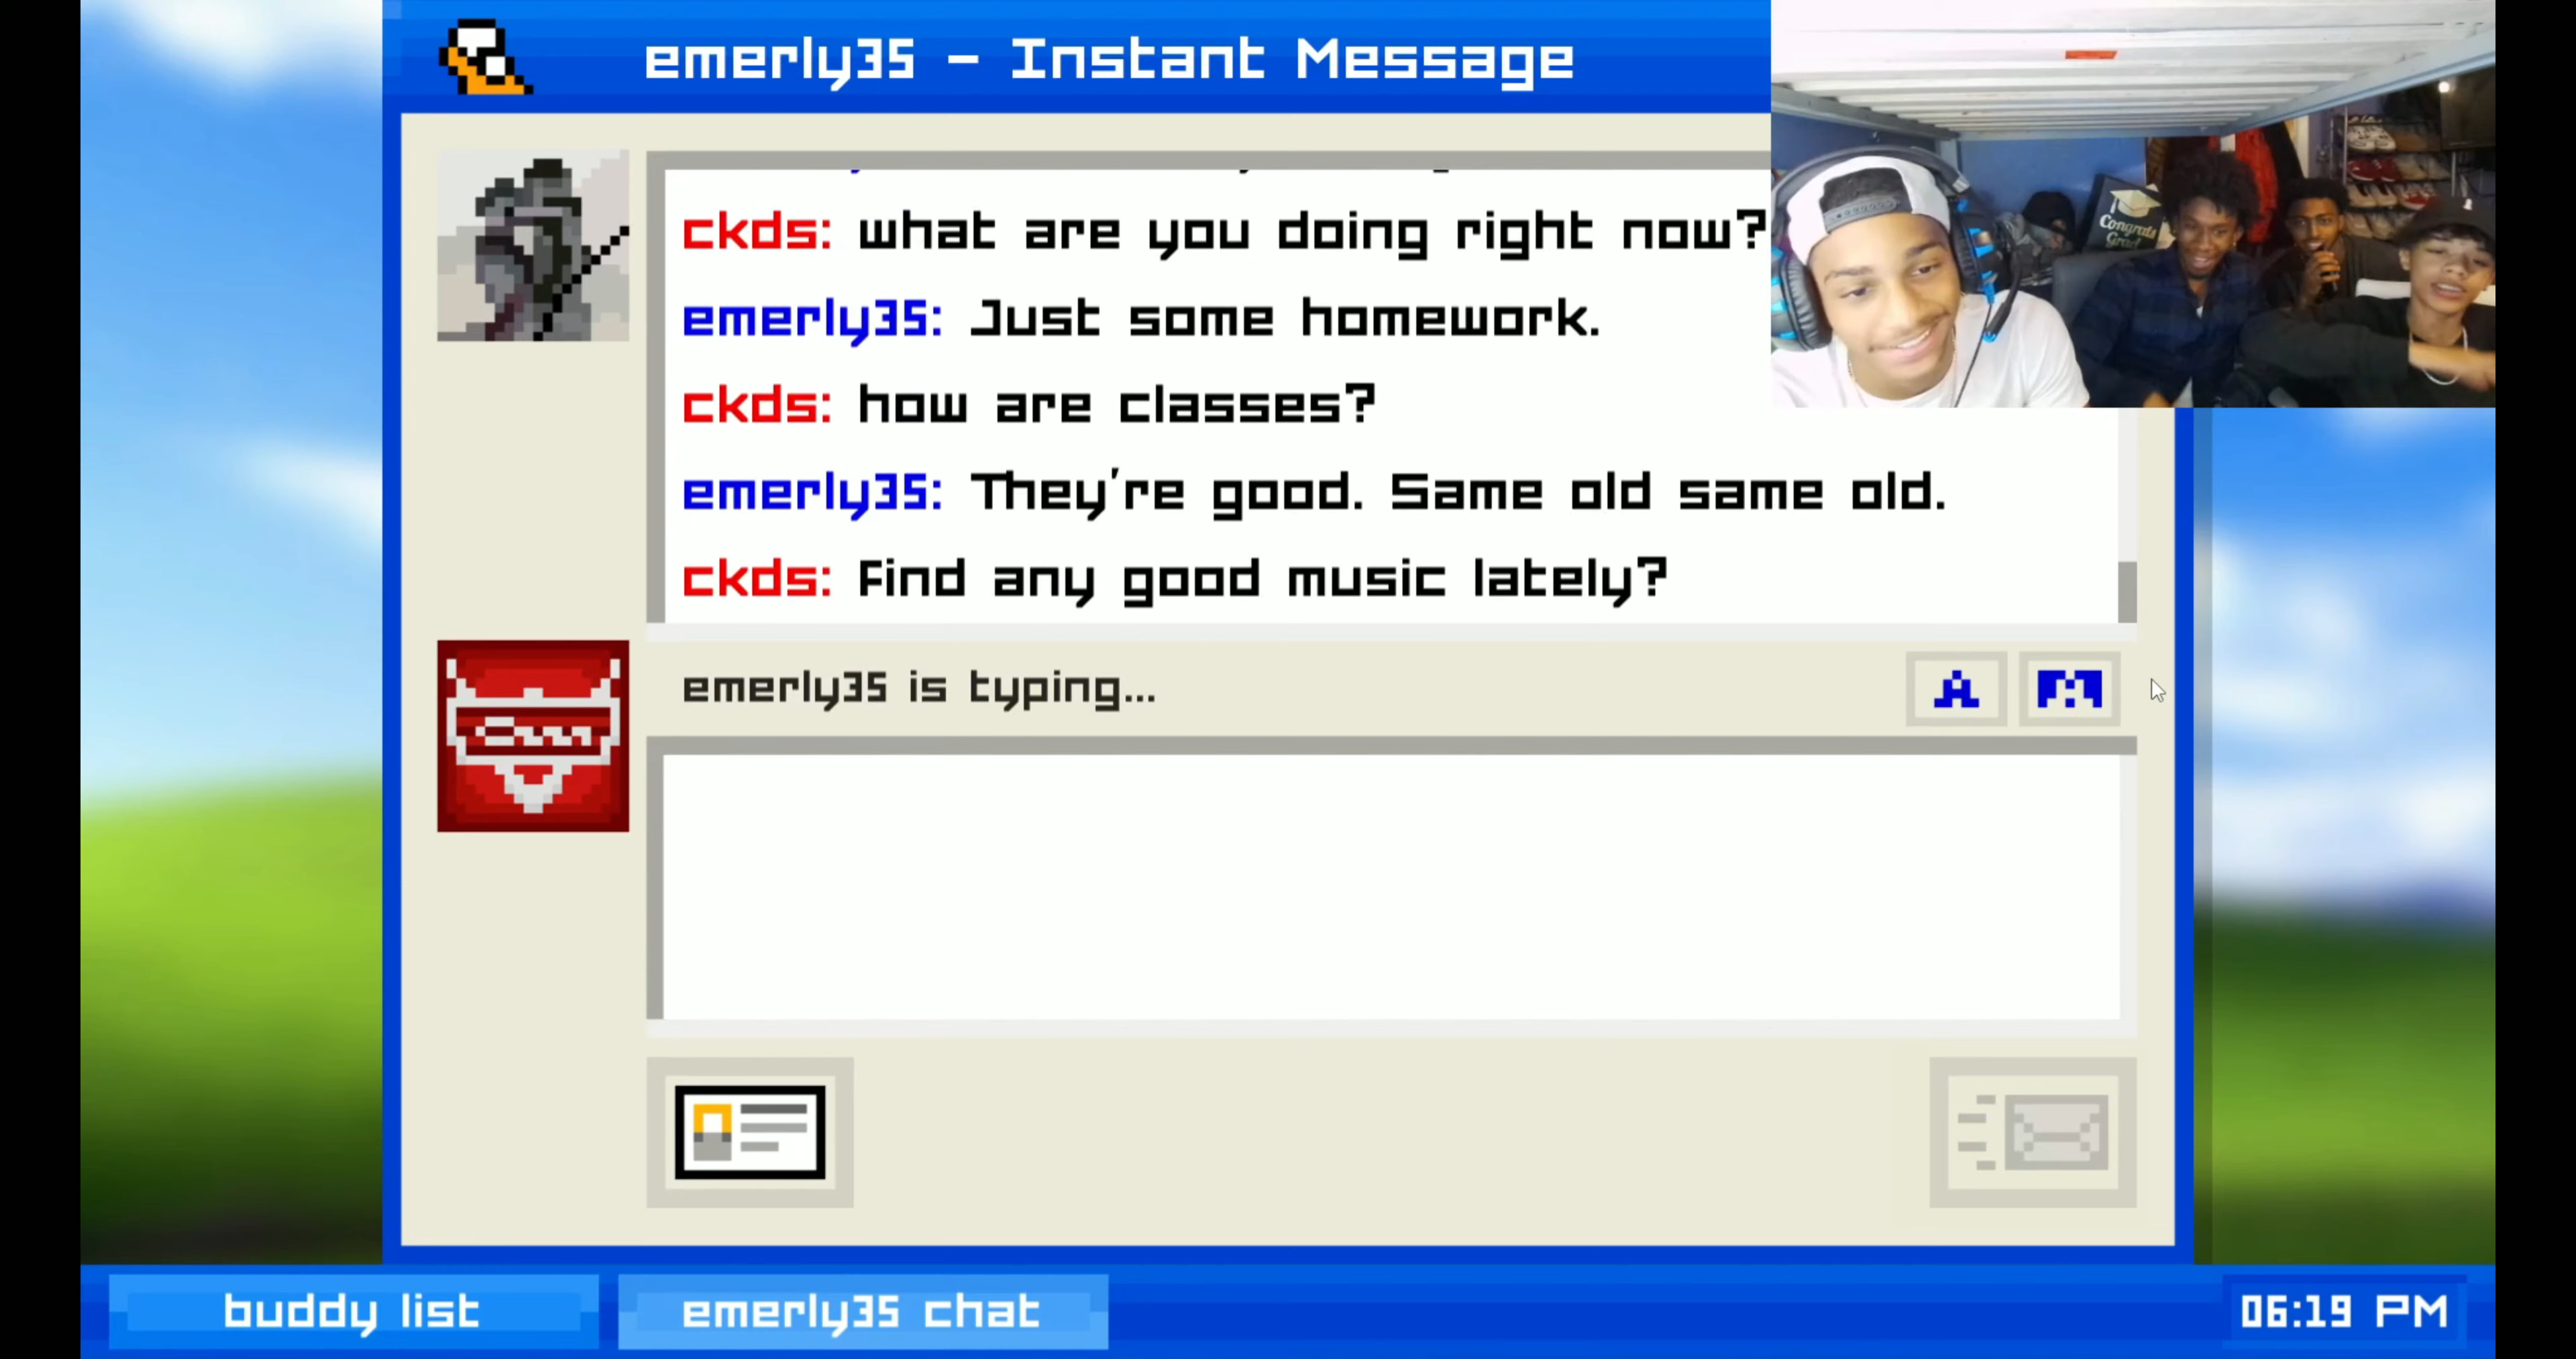 emerly35 - Instant Message
ckds: what are you doing right now?
emerly35: Just some homework.
ckds: how are classes?
emerly35: They're good. Same old same old.
ckds: Find any good music lately?
emerly35 is typing...
A
buddy list
emerly35 chat
06:19 PM
Congrats
Grad